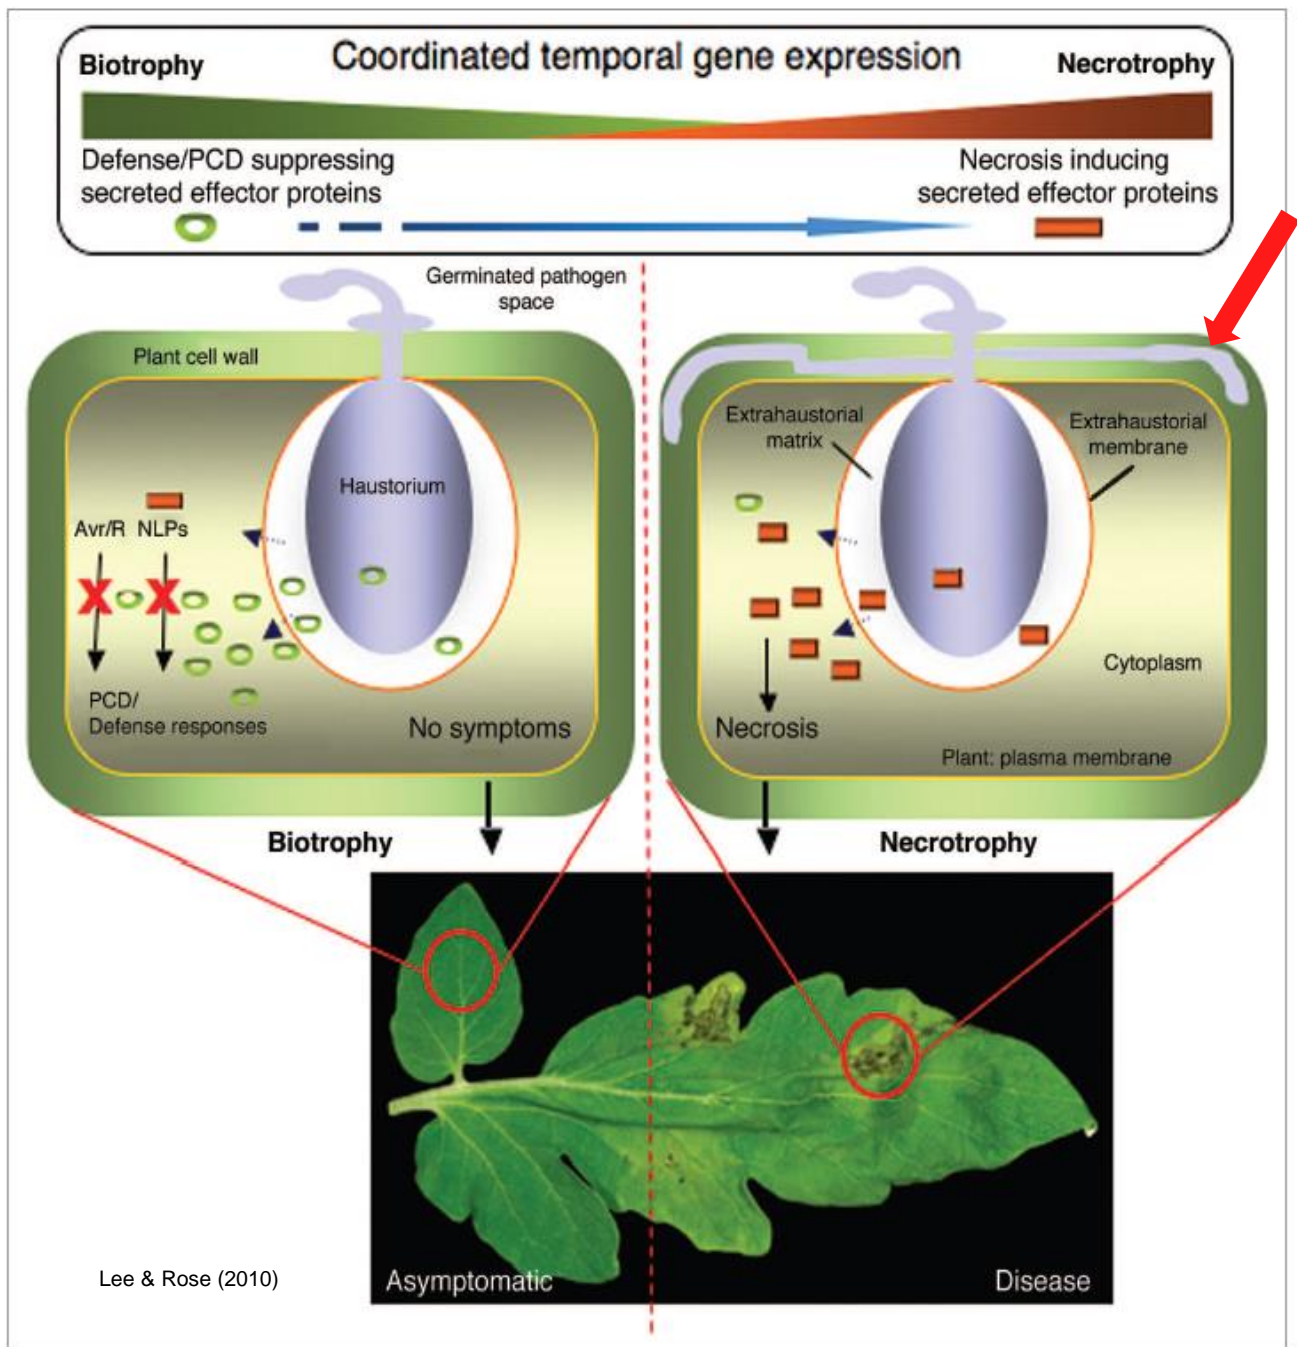 Coordinated temporal gene expression
Biotrophy
Necrotrophy
Defense/PCD suppressing
secreted effector proteins
Necrosis inducing
secreted effector proteins
Germinated pathogen
space
Plant cell wall
Haustorium
Avr/R NLPs
X X
PCD/
Defense responses
No symptoms
Extrahaustorial
matrix
Extrahaustorial
membrane
Cytoplasm
Necrosis
Plant: plasma membrane
Biotrophy
Necrotrophy
Lee & Rose (2010)
Asymptomatic
Disease